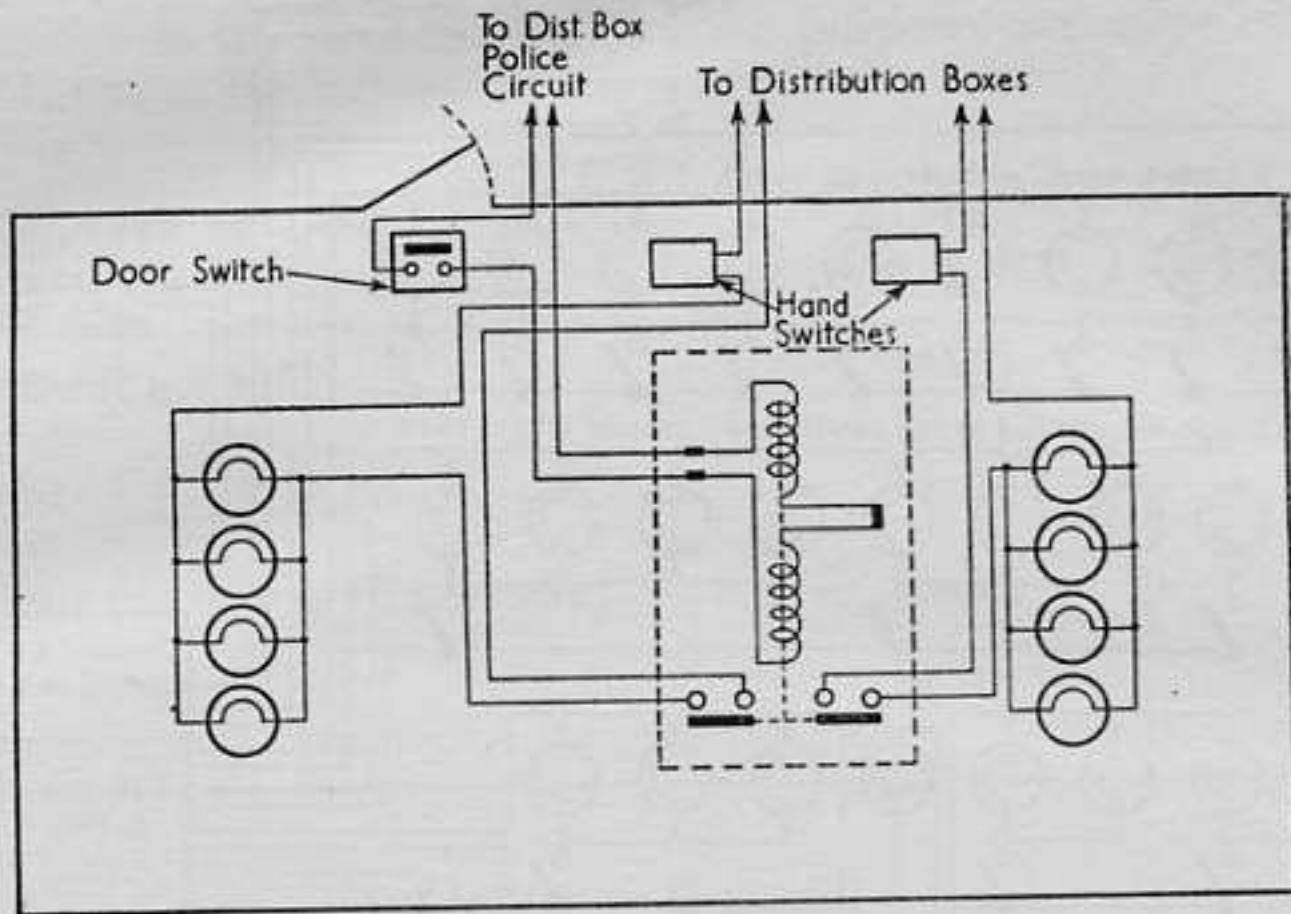 To Dist. Box
Police
Circuit
To Distribution Boxes
Door Switch
Hand
Switches